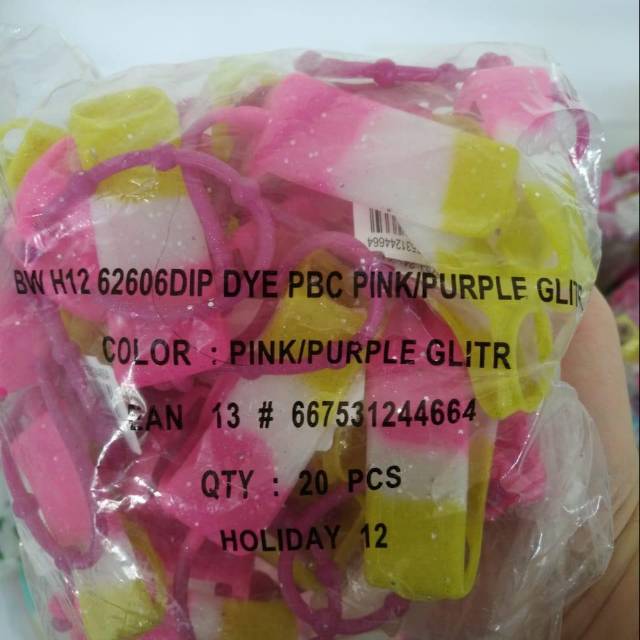 BW H12 62606DIP DYE PBC PINK/PURPLE GLITR
COLOR : PINK/PURPLE GLITR
EAN 13 # 667531244664
QTY : 20 PCS
HOLIDAY 12
531244664